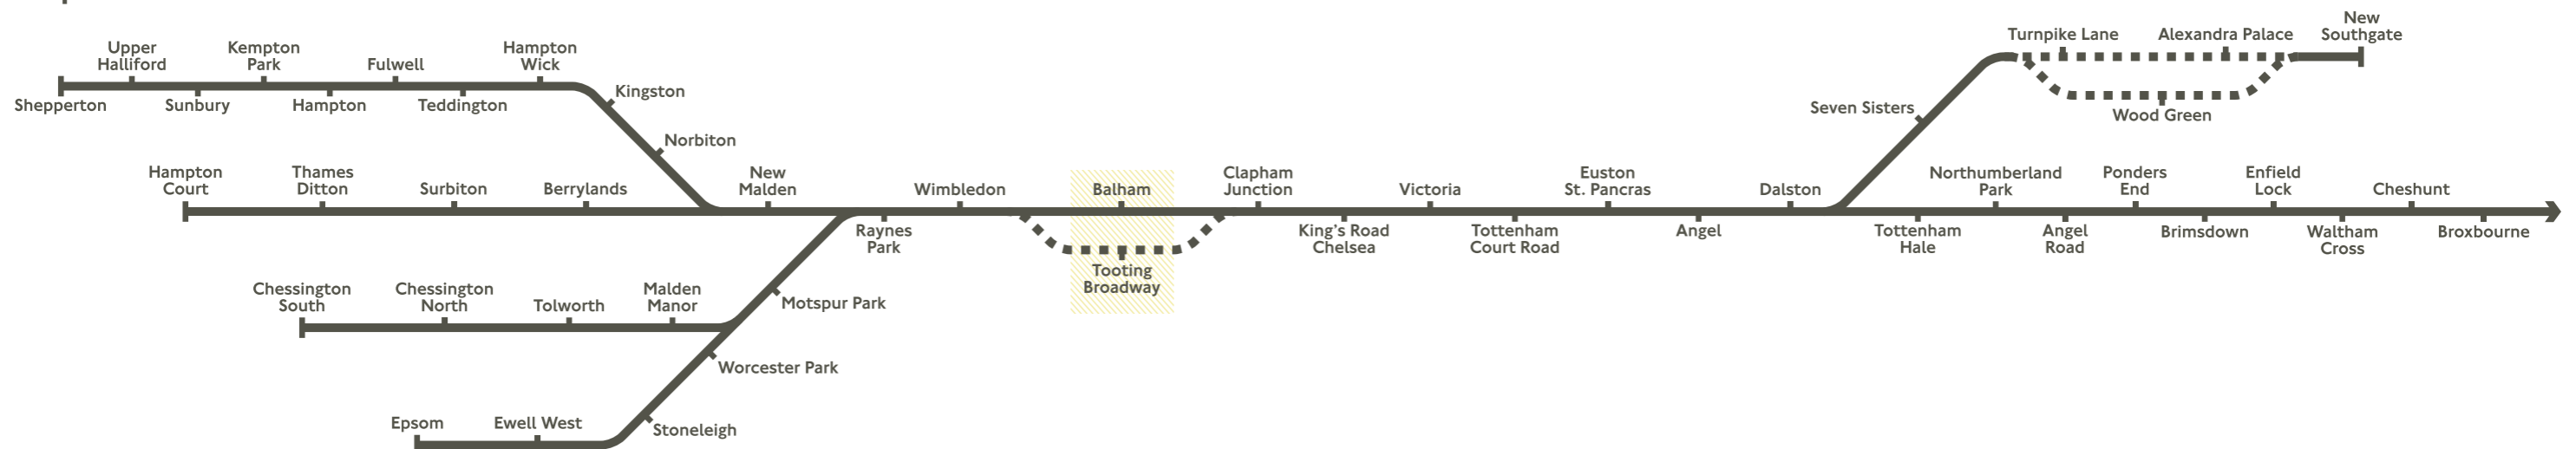 New
Southgate
Turnpike Lane
Alexandra Palace
Upper
Halliford
Kempton
Park
Fulwell
Hampton
Wick
Kingston
Shepperton
Sunbury
Hampton
Teddington
Seven Sisters
Wood Green
Norbiton
Hampton
Court
Thames
Ditton
Surbiton
Berrylands
New
Malden
Wimbledon
Balham
Clapham
Junction
Victoria
Euston
St. Pancras
Dalston
Northumberland
Park
Ponders
End
Enfield
Lock
Cheshunt
Raynes
Park
King's Road
Chelsea
Tottenham
Court Road
Angel
Tottenham
Hale
Angel
Road
Brimsdown
Waltham
Cross
Broxbourne
Tooting
Broadway
Chessington
South
Chessington
North
Tolworth
Malden
Manor
Motspur Park
Worcester Park
Epsom
Ewell West
Stoneleigh